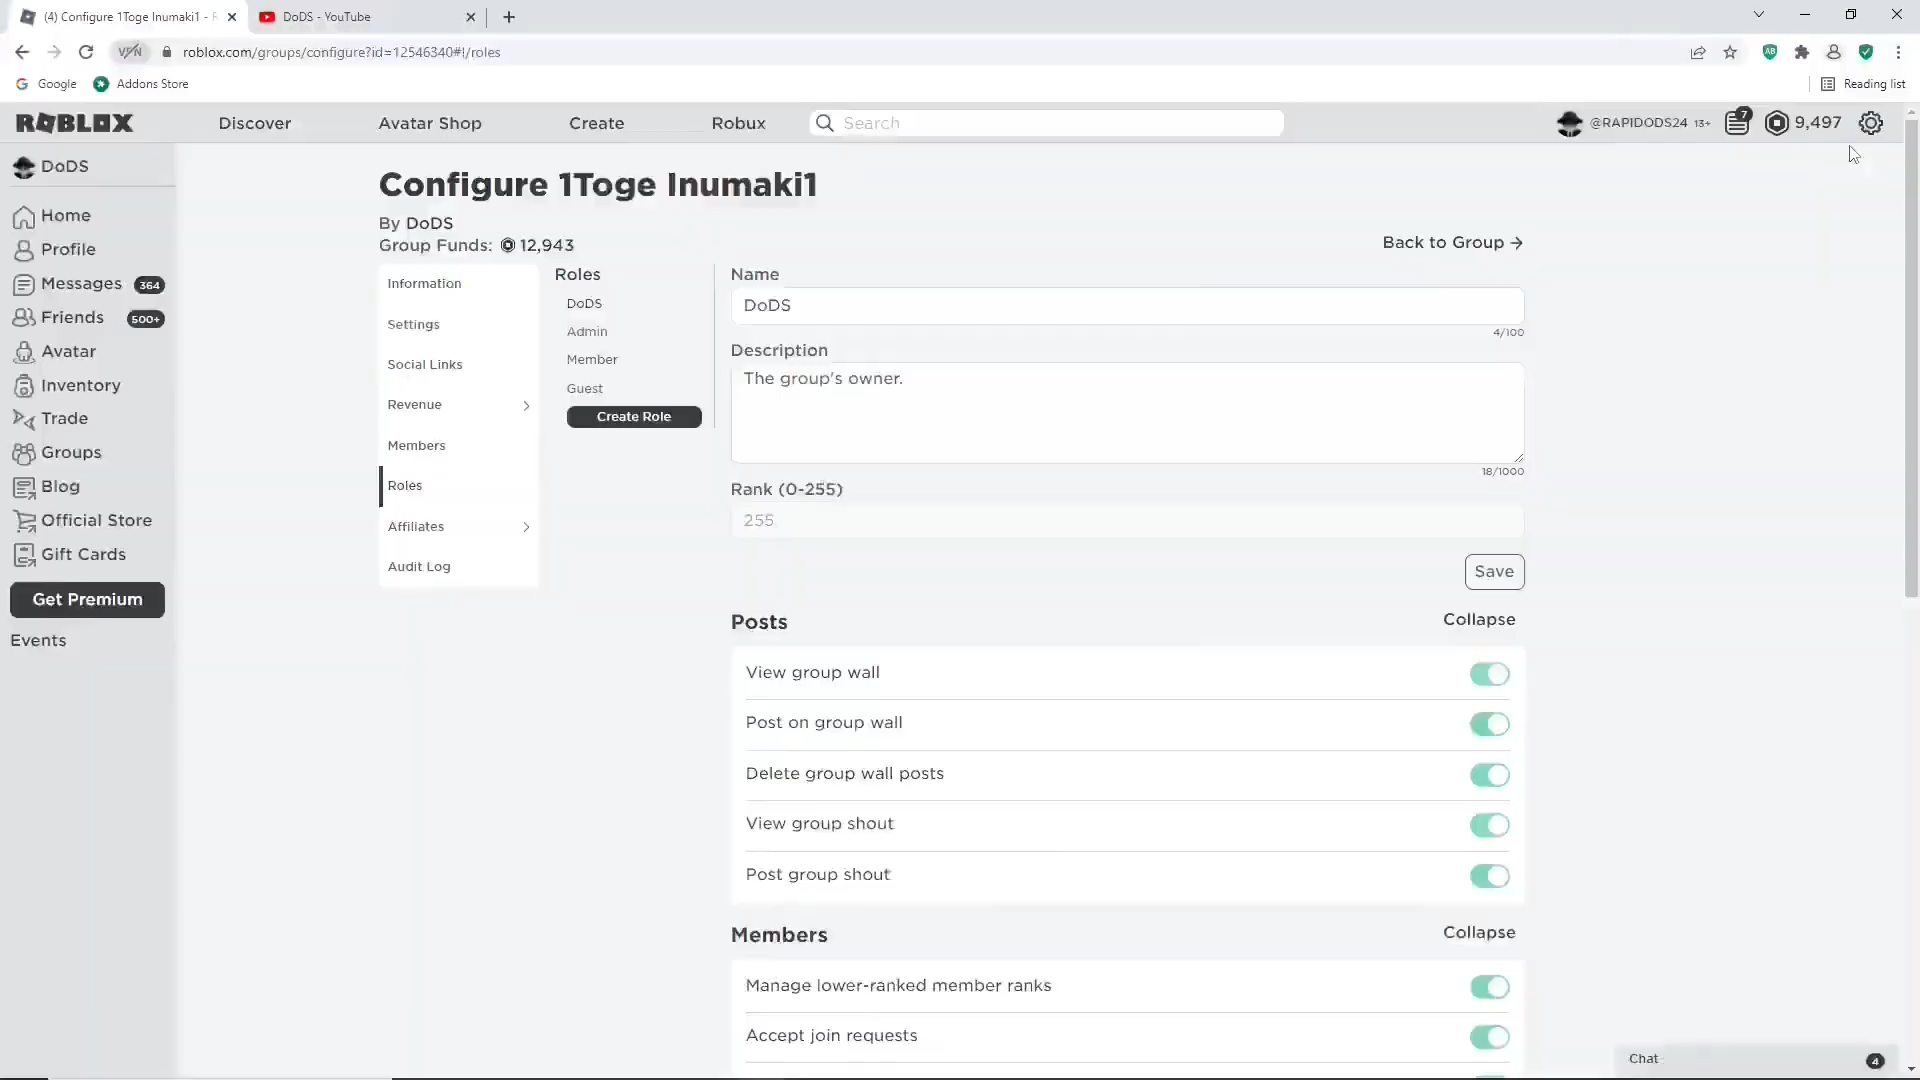 (4) Configure 1Toge Inumaki1 - R
DoDS - YouTube
VPN
roblox.com/groups/configure?id=12546340#!/roles
Google
Addons Store
Reading list
ROBLOX
Discover
Avatar Shop
Create
Robux
Search
@RAPIDODS24 13+
7
9,497
DoDS
Home
Profile
Messages 364
Friends 500+
Avatar
Inventory
Trade
Groups
Blog
Official Store
Gift Cards
Get Premium
Events
Configure 1Toge Inumaki1
By DoDS
Group Funds: 12,943
Back to Group →
Information
Settings
Social Links
Revenue
Members
Roles
Affiliates
Audit Log
Roles
DoDS
Admin
Member
Guest
Create Role
Name
DoDS
4/100
Description
The group's owner.
18/1000
Rank (0-255)
255
Save
Posts
Collapse
View group wall
Post on group wall
Delete group wall posts
View group shout
Post group shout
Members
Collapse
Manage lower-ranked member ranks
Accept join requests
Chat
4